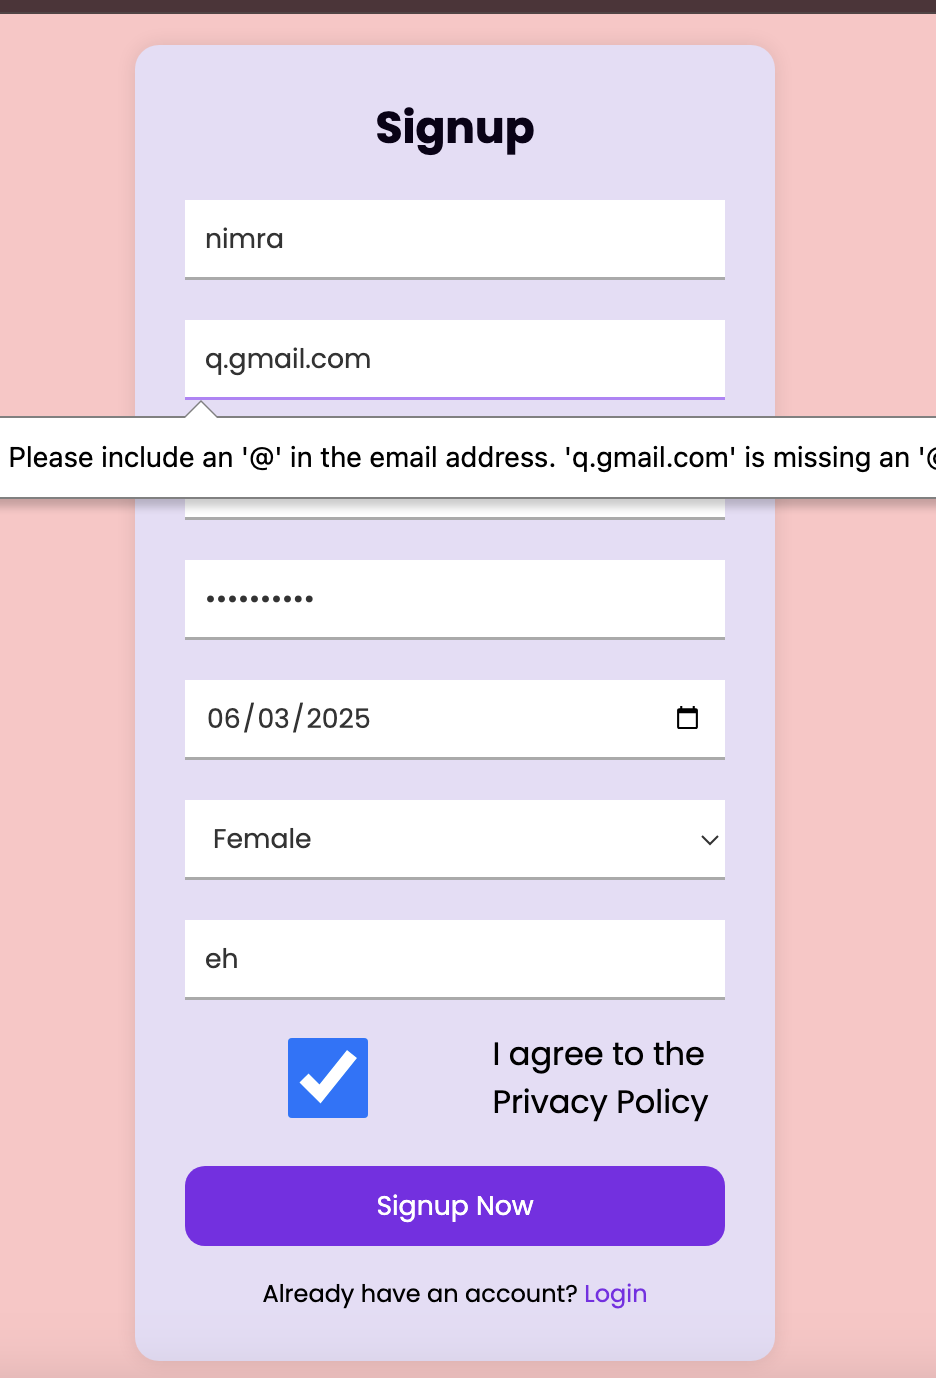 Signup
nimra
q.gmail.com
Please include an '@' in the email address. 'q.gmail.com' is missing an '@
••••••••••
06/03/2025
Female
eh
I agree to the
Privacy Policy
Signup Now
Already have an account? Login